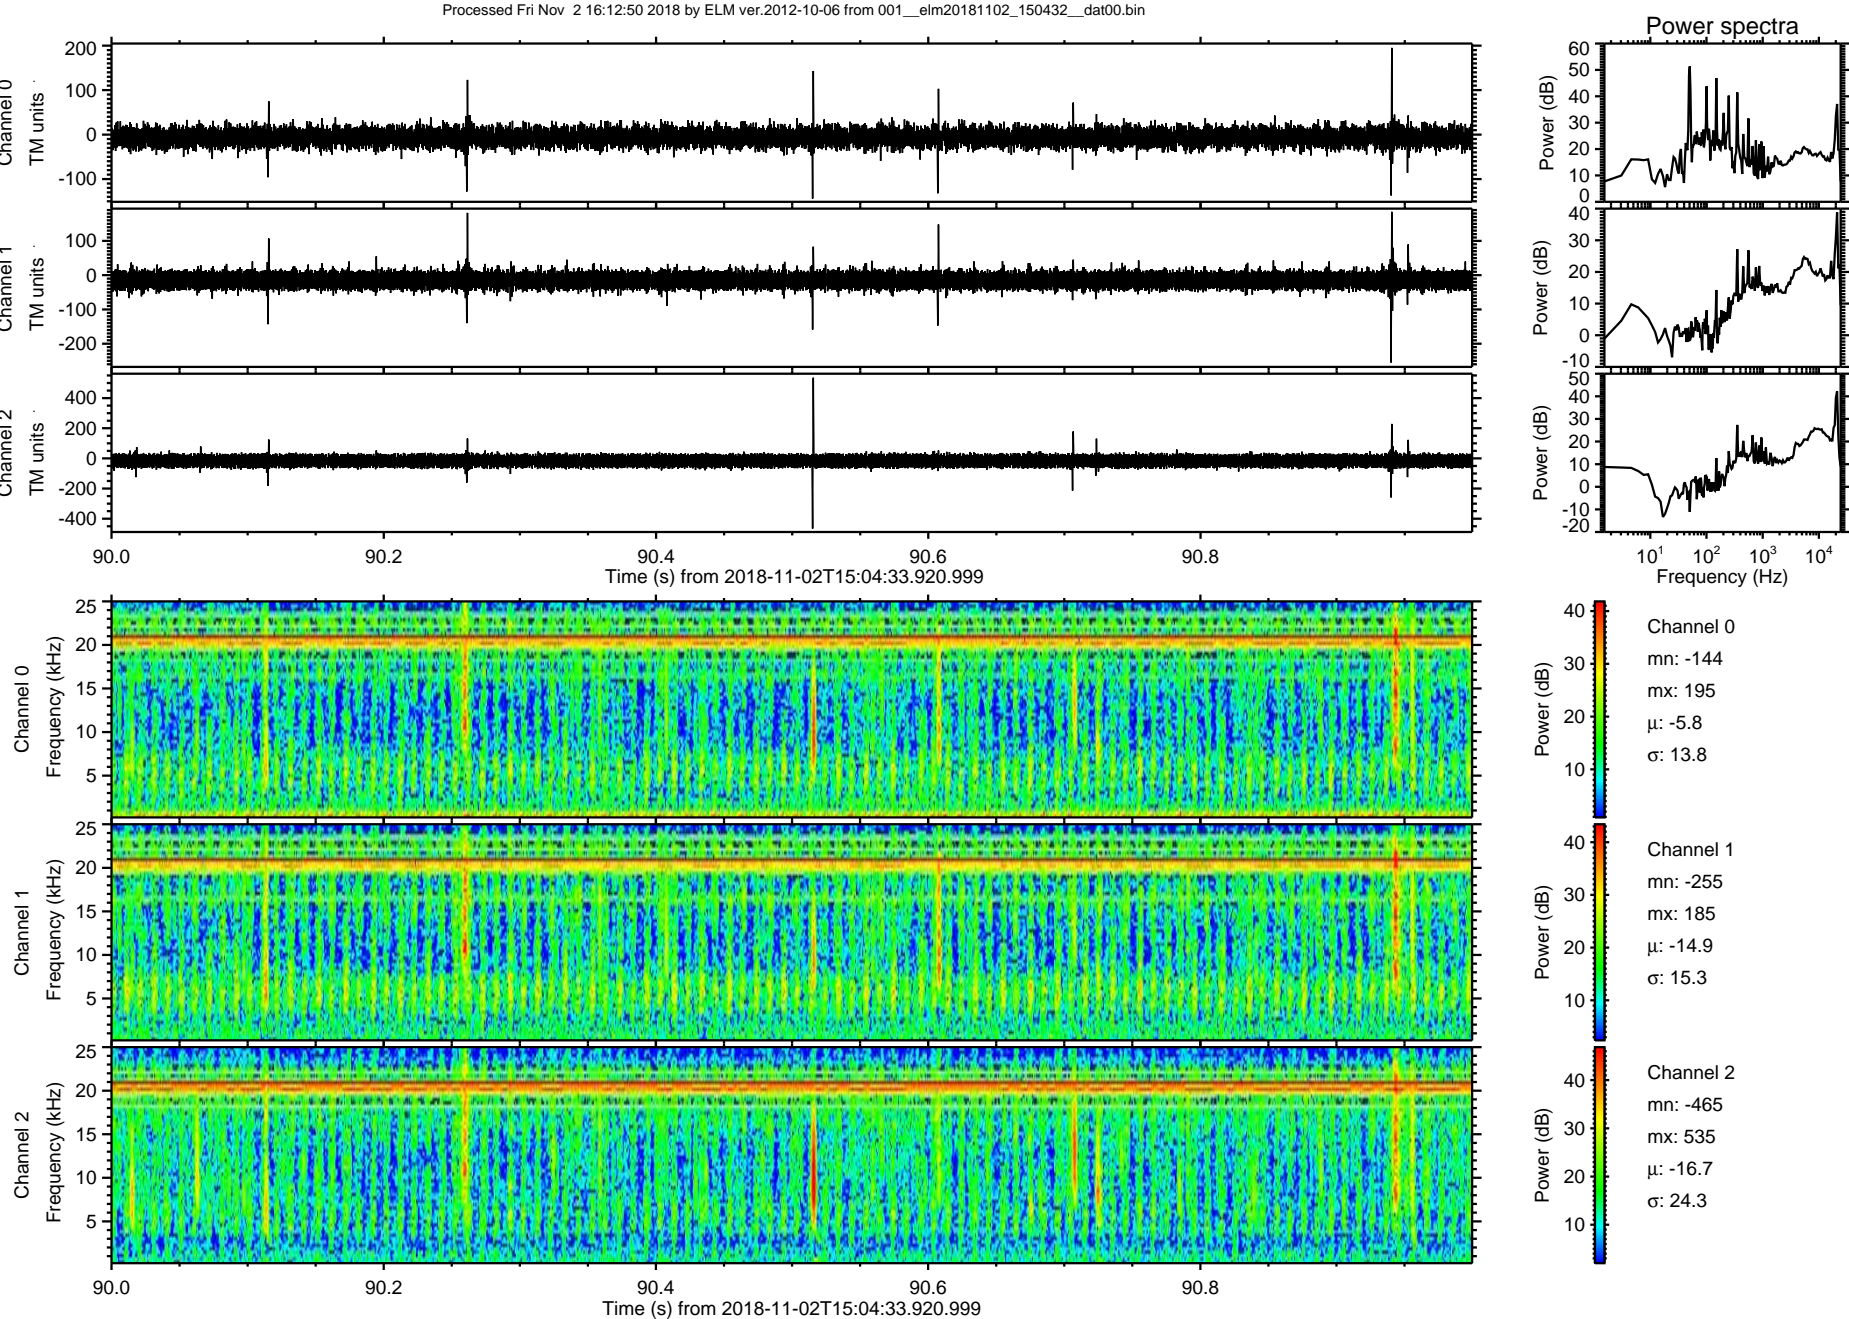 Processed Fri Nov  2 16:12:50 2018 by ELM ver.2012-10-06 from 001__elm20181102_150432__dat00.bin
Power spectra
Channel 0
TM units
200
100
0
-100
Power (dB)
60
50
40
30
20
10
0
Channel 1
TM units
100
0
-100
-200
Power (dB)
40
30
20
10
0
-10
Channel 2
TM units
400
200
0
-200
-400
Power (dB)
50
40
30
20
10
0
-10
-20
90.0 90.2 90.4 90.6 90.8
Time (s) from 2018-11-02T15:04:33.920.999
10¹ 10² 10³ 10⁴
Frequency (Hz)
Channel 0
Frequency (kHz)
25
20
15
10
5
Power (dB)
40
30
20
10
Channel 0
mn: -144
mx: 195
μ: -5.8
σ: 13.8
Channel 1
Frequency (kHz)
25
20
15
10
5
Power (dB)
40
30
20
10
Channel 1
mn: -255
mx: 185
μ: -14.9
σ: 15.3
Channel 2
Frequency (kHz)
25
20
15
10
5
Power (dB)
40
30
20
10
Channel 2
mn: -465
mx: 535
μ: -16.7
σ: 24.3
90.0 90.2 90.4 90.6 90.8
Time (s) from 2018-11-02T15:04:33.920.999